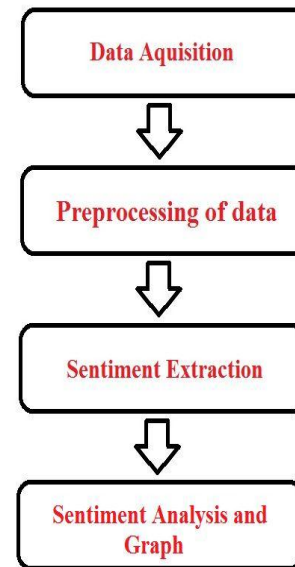 Data Aquisition
Preprocessing of data
Sentiment Extraction
Sentiment Analysis and
Graph